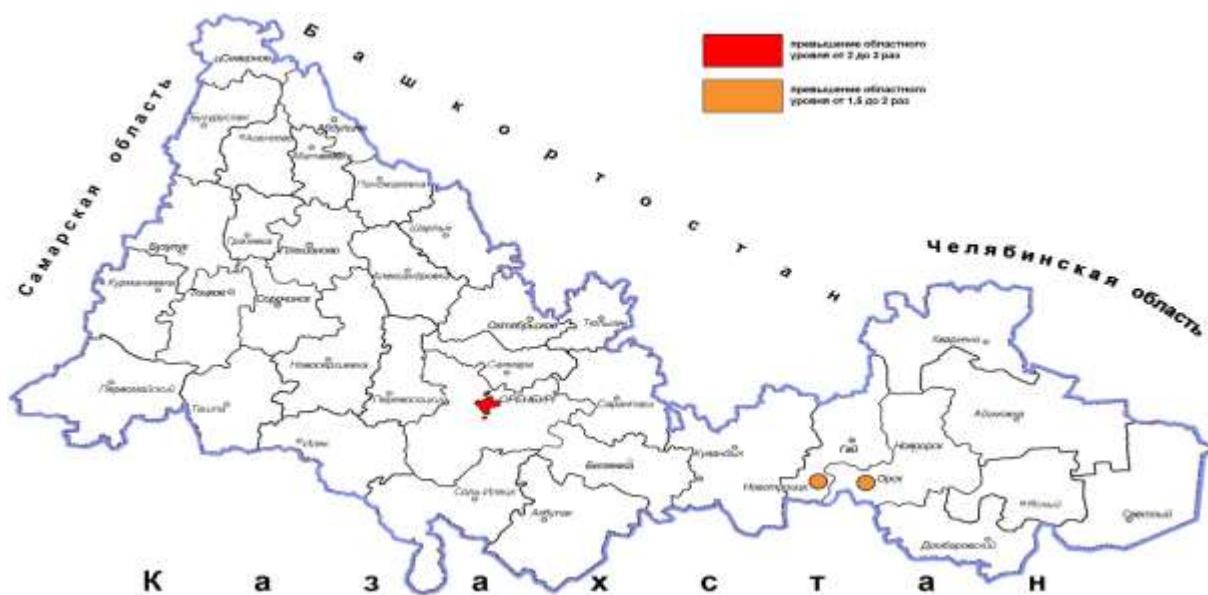 Башкортостан
Самарская область
Челябинская область
Казахстан
превышение областного
уровня от 2 до 3 раз
превышение областного
уровня от 1,5 до 2 раз
Бугуруслан
Абдулино
Шарлык
Грачевка
Плешаново
Александровка
Бузулук
Курманаевка
Тоцкое
Сорочинск
Октябрьское
Тюльган
Новосергиевка
Сакмара
Первомайский
Ташла
Переволоцкий
ОРЕНБУРГ
Саракташ
Илек
Беляевка
Кувандык
Гай
Новоорск
Кваркено
Адамовка
Новотроицк
Орск
Соль-Илецк
Акбулак
Ясный
Светлый
Домбаровский